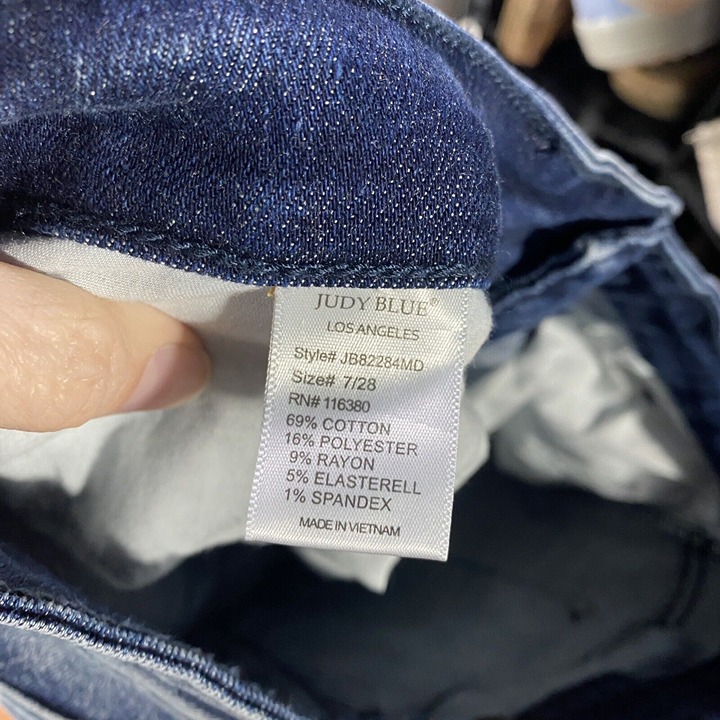 JUDY BLUE®
LOS ANGELES
Style# JB82284MD
Size# 7/28
RN# 116380
69% COTTON
16% POLYESTER
9% RAYON
5% ELASTERELL
1% SPANDEX
MADE IN VIETNAM